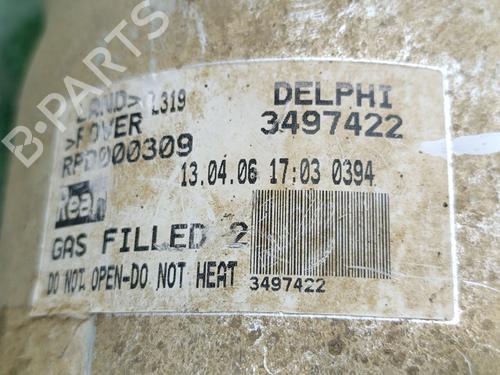 LAND> L319
>ROVER
RPD000309
DELPHI
3497422
13.04.06 17:03 0394
Rear
GAS FILLED 2
DO NOT OPEN-DO NOT HEAT
3497422
B-PARTS